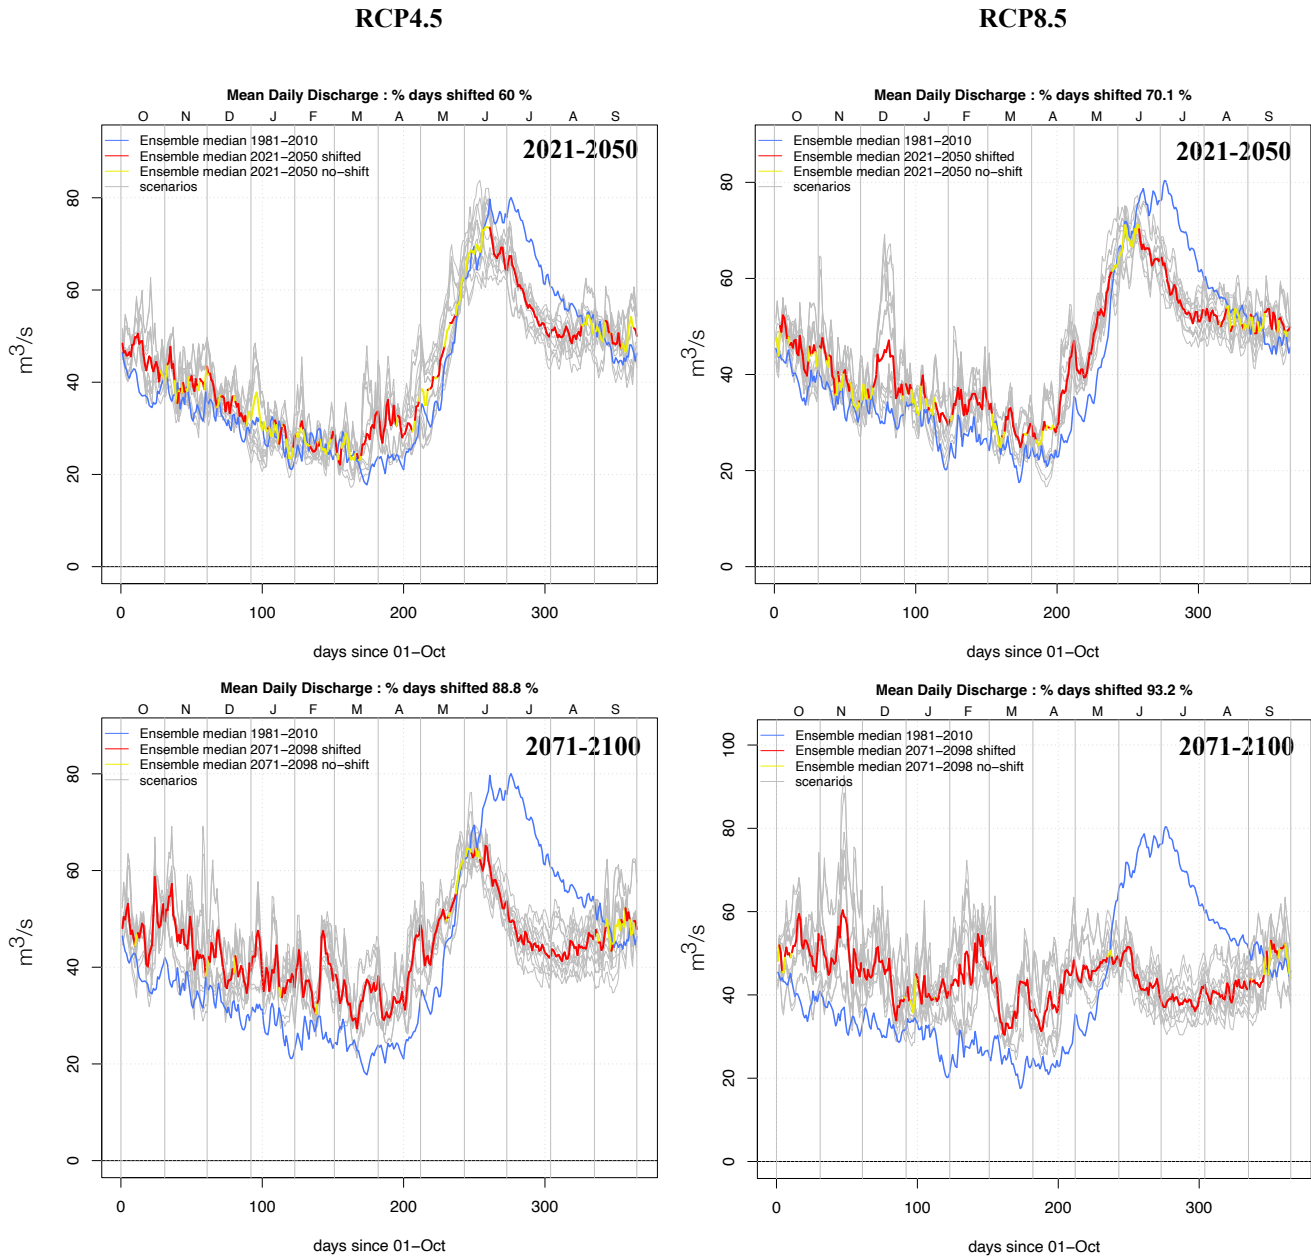 RCP4.5
RCP8.5
Mean Daily Discharge : % days shifted 60 %
O N D J F M A M J J A S
Ensemble median 1981−2010
Ensemble median 2021−2050 shifted
Ensemble median 2021−2050 no−shift
scenarios
2021-2050
80
60
40
20
0
m3/s
0 100 200 300
days since 01−Oct
Mean Daily Discharge : % days shifted 70.1 %
O N D J F M A M J J A S
Ensemble median 1981−2010
Ensemble median 2021−2050 shifted
Ensemble median 2021−2050 no−shift
scenarios
2021-2050
80
60
40
20
0
m3/s
0 100 200 300
days since 01−Oct
Mean Daily Discharge : % days shifted 88.8 %
O N D J F M A M J J A S
Ensemble median 1981−2010
Ensemble median 2071−2098 shifted
Ensemble median 2071−2098 no−shift
scenarios
2071-2100
80
60
40
20
0
m3/s
0 100 200 300
days since 01−Oct
Mean Daily Discharge : % days shifted 93.2 %
O N D J F M A M J J A S
Ensemble median 1981−2010
Ensemble median 2071−2098 shifted
Ensemble median 2071−2098 no−shift
scenarios
2071-2100
100
80
60
40
20
0
m3/s
0 100 200 300
days since 01−Oct